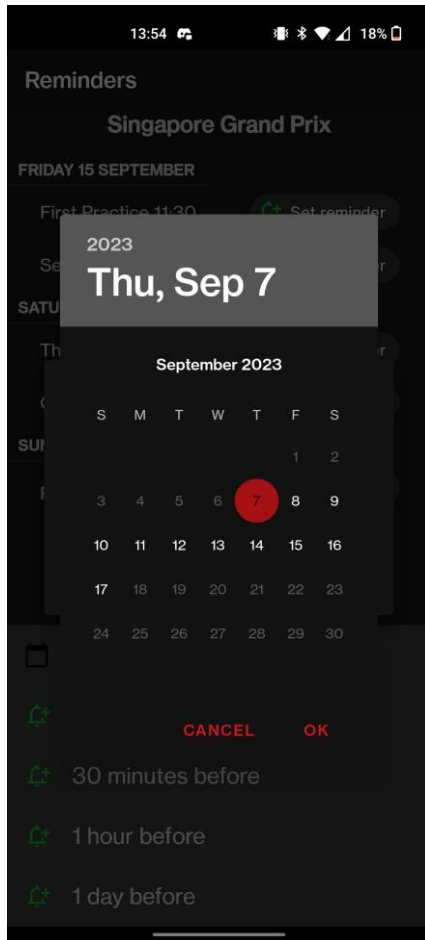 13:54
18%
Reminders
Singapore Grand Prix
FRIDAY 15 SEPTEMBER
First Practice 11:30 Set reminder
2023
Thu, Sep 7
September 2023
S M T W T F S
1 2
3 4 5 6 7 8 9
10 11 12 13 14 15 16
17 18 19 20 21 22 23
24 25 26 27 28 29 30
CANCEL OK
30 minutes before
1 hour before
1 day before